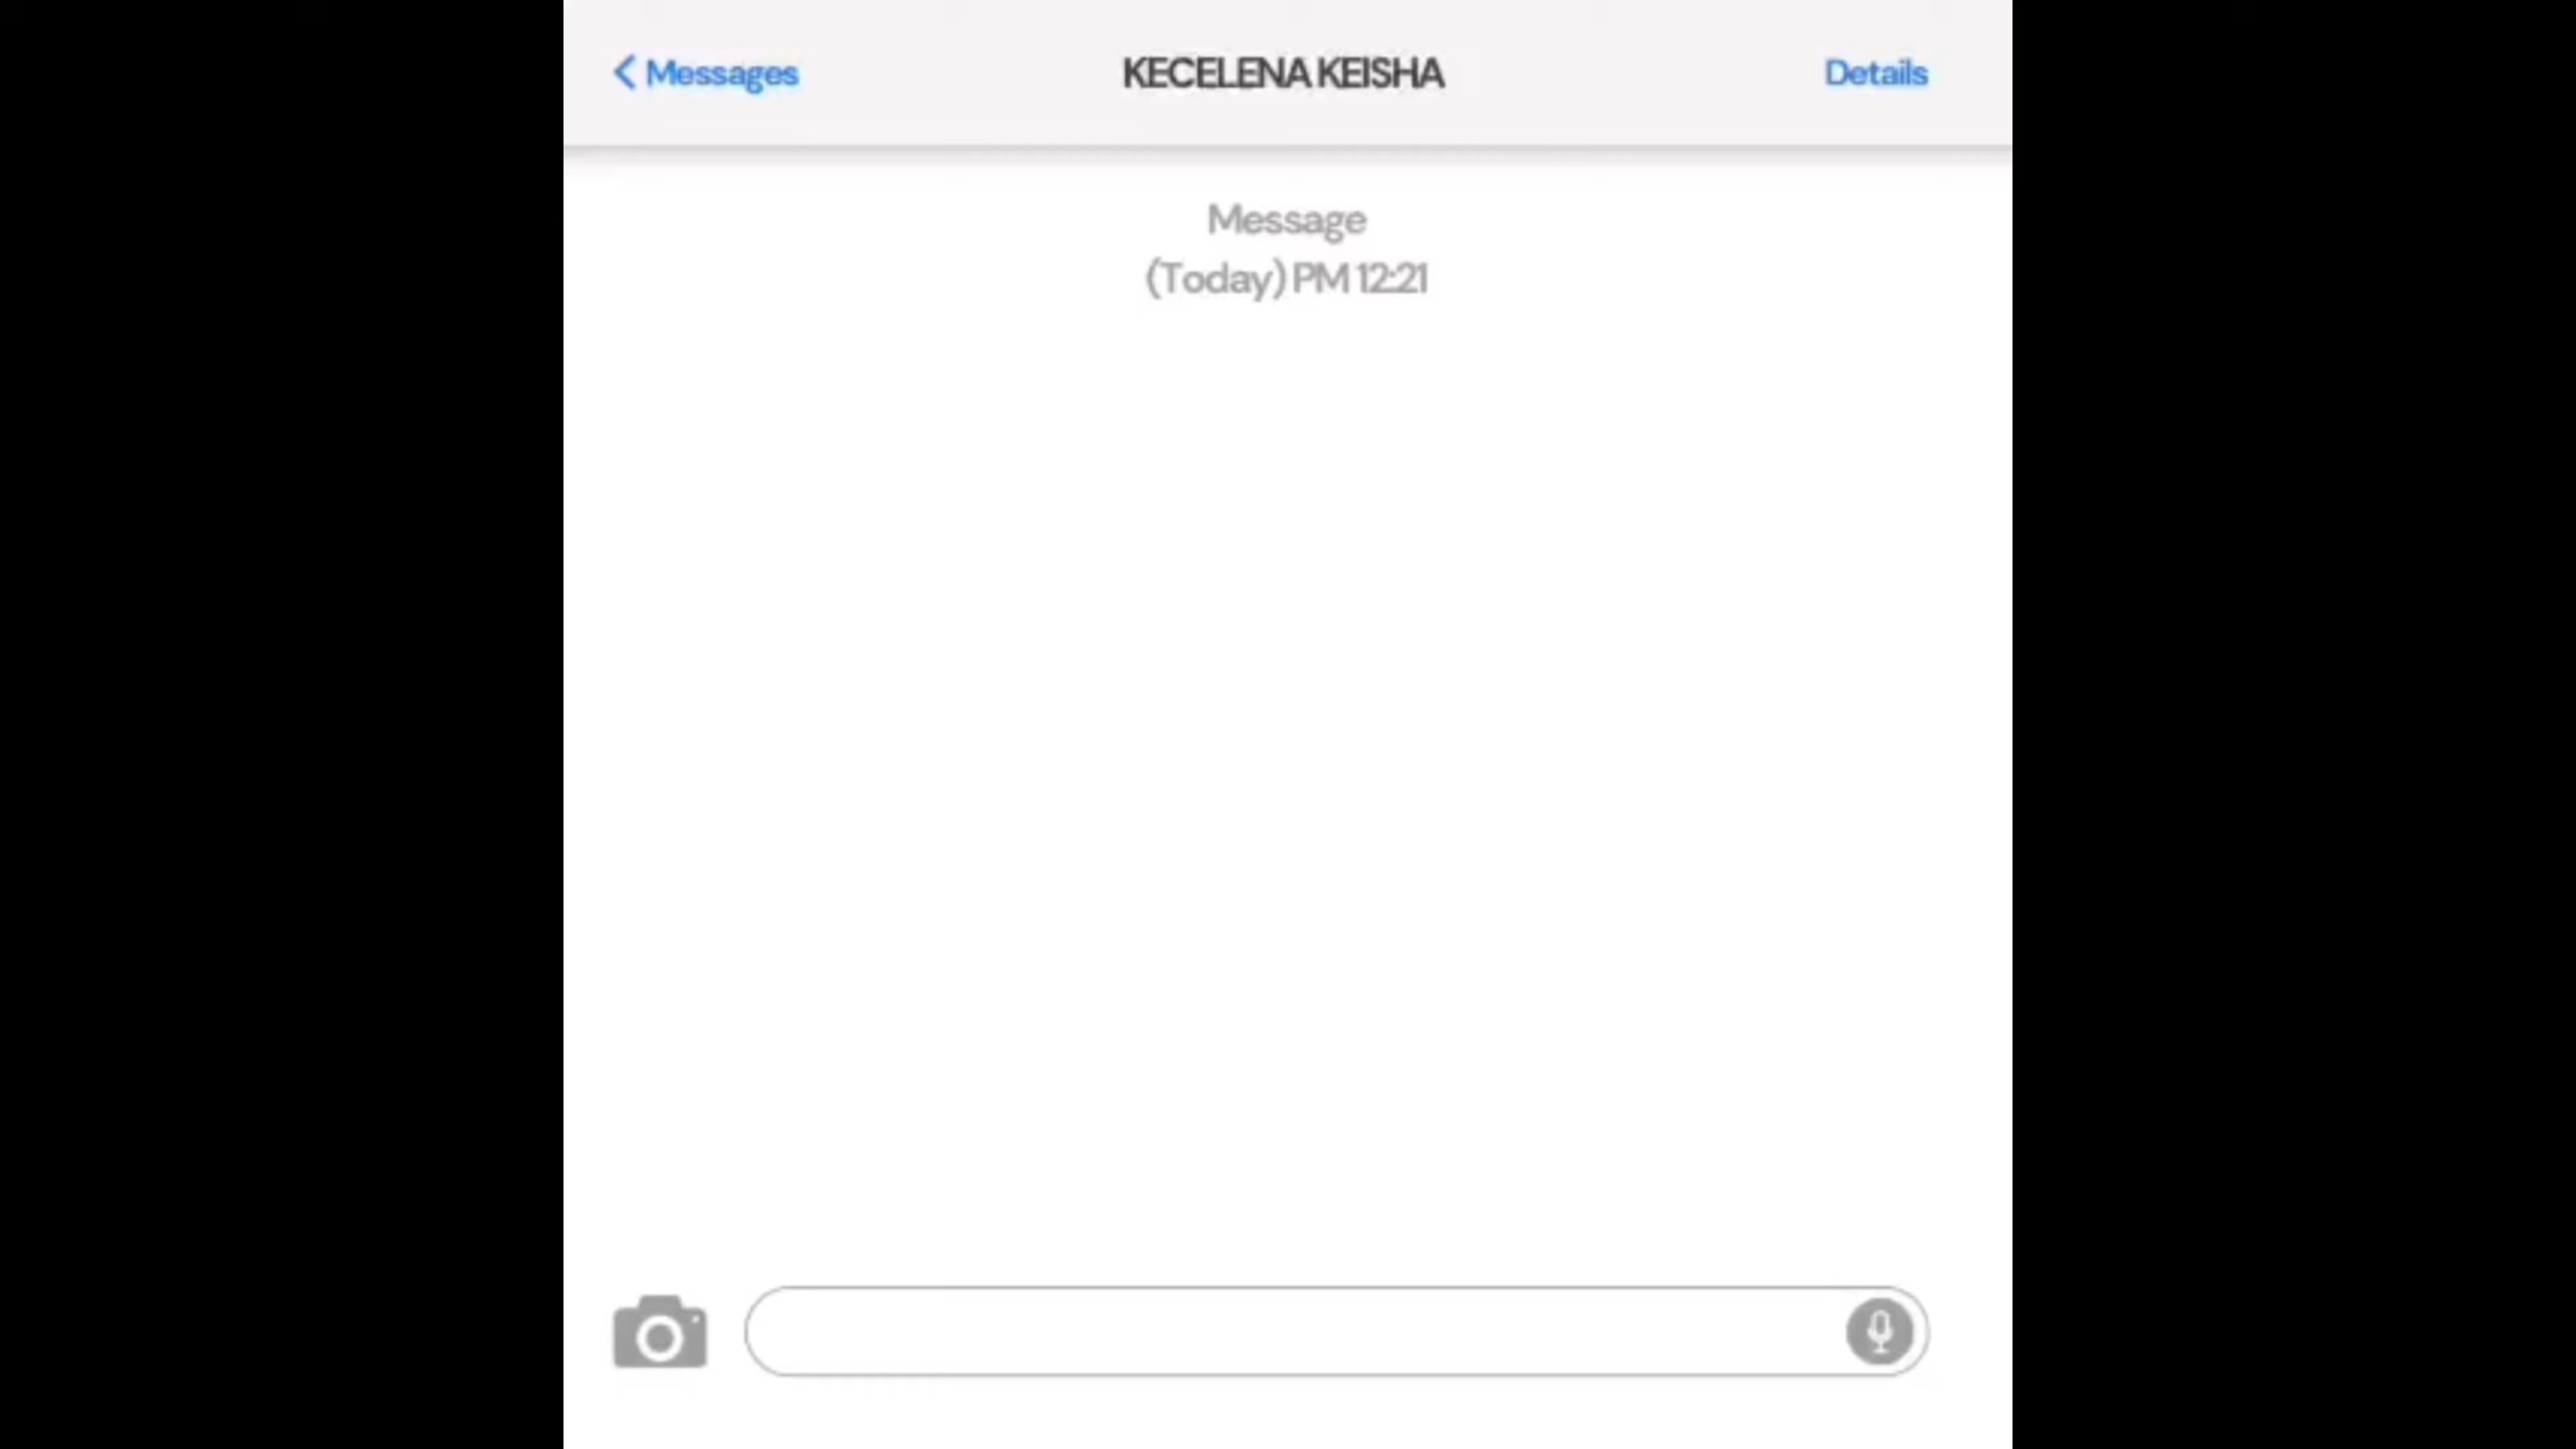 Messages
KECELENA KEISHA
Details
Message
(Today) PM 12:21